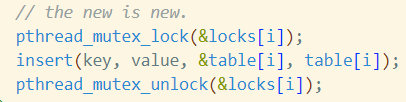 // the new is new.
pthread_mutex_lock(&locks[i]);
insert(key, value, &table[i], table[i]);
pthread_mutex_unlock(&locks[i]);